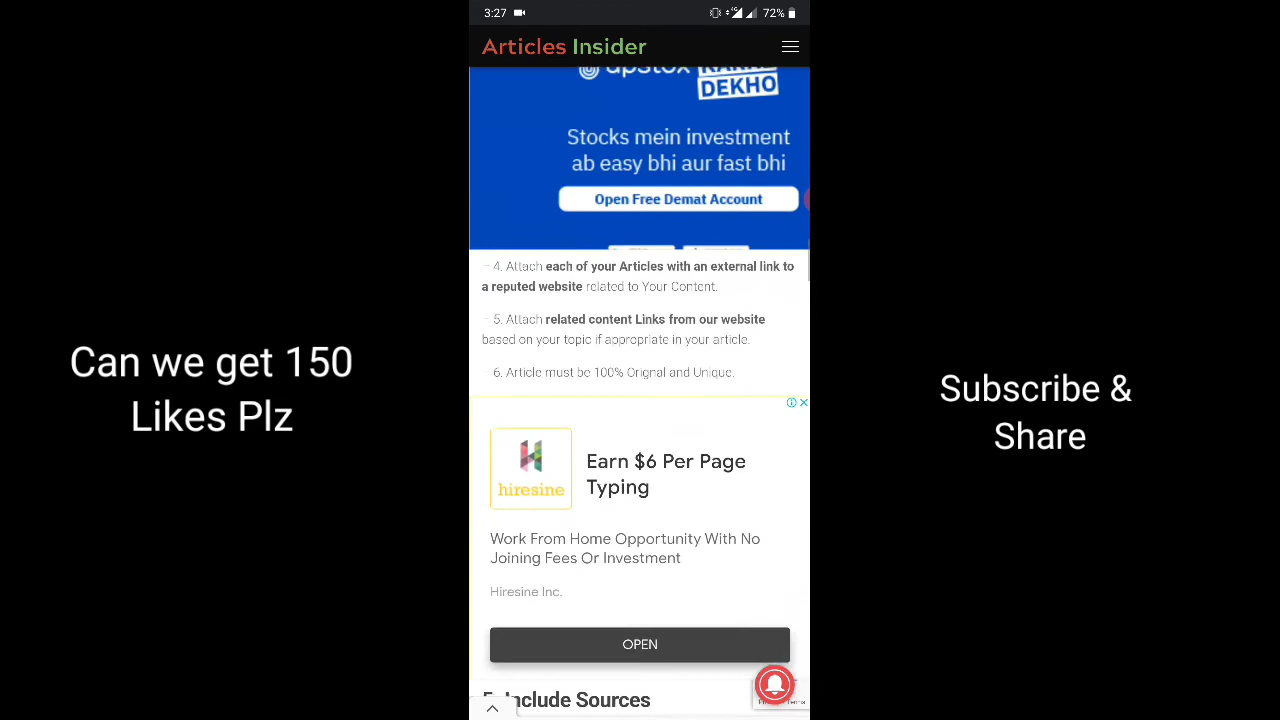 3:27
72%
Articles Insider
upstox
DEKHO
Stocks mein investment
ab easy bhi aur fast bhi
Open Free Demat Account
4. Attach each of your Articles with an external link to
a reputed website related to Your Content.
5. Attach related content Links from our website
based on your topic if appropriate in your article.
6. Article must be 100% Orignal and Unique.
hiresine
Earn $6 Per Page
Typing
Work From Home Opportunity With No
Joining Fees Or Investment
Hiresine Inc.
OPEN
Include Sources
Can we get 150
Likes Plz
Subscribe &
Share